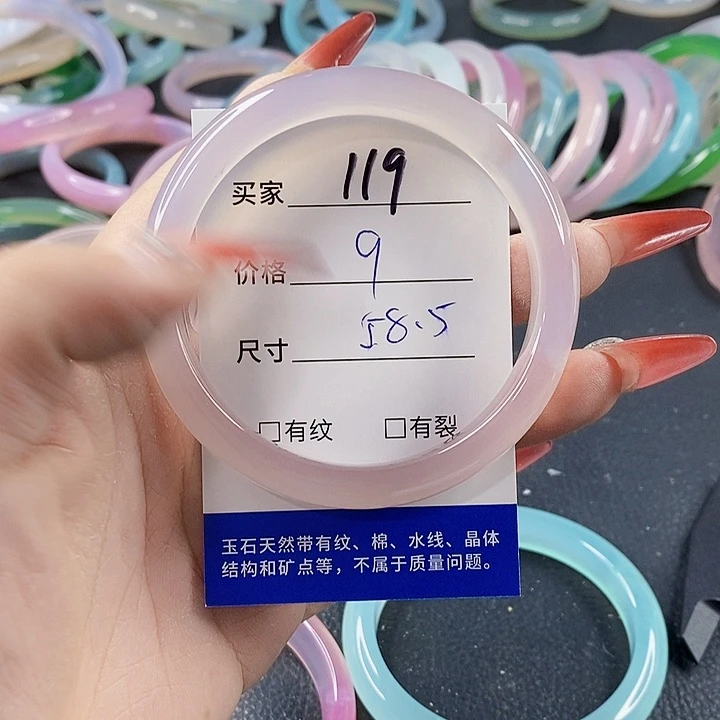 买家 119
价格 9
尺寸 58.5
□有纹 □有裂
玉石天然带有纹、棉、水线、晶体
结构和矿点等，不属于质量问题。